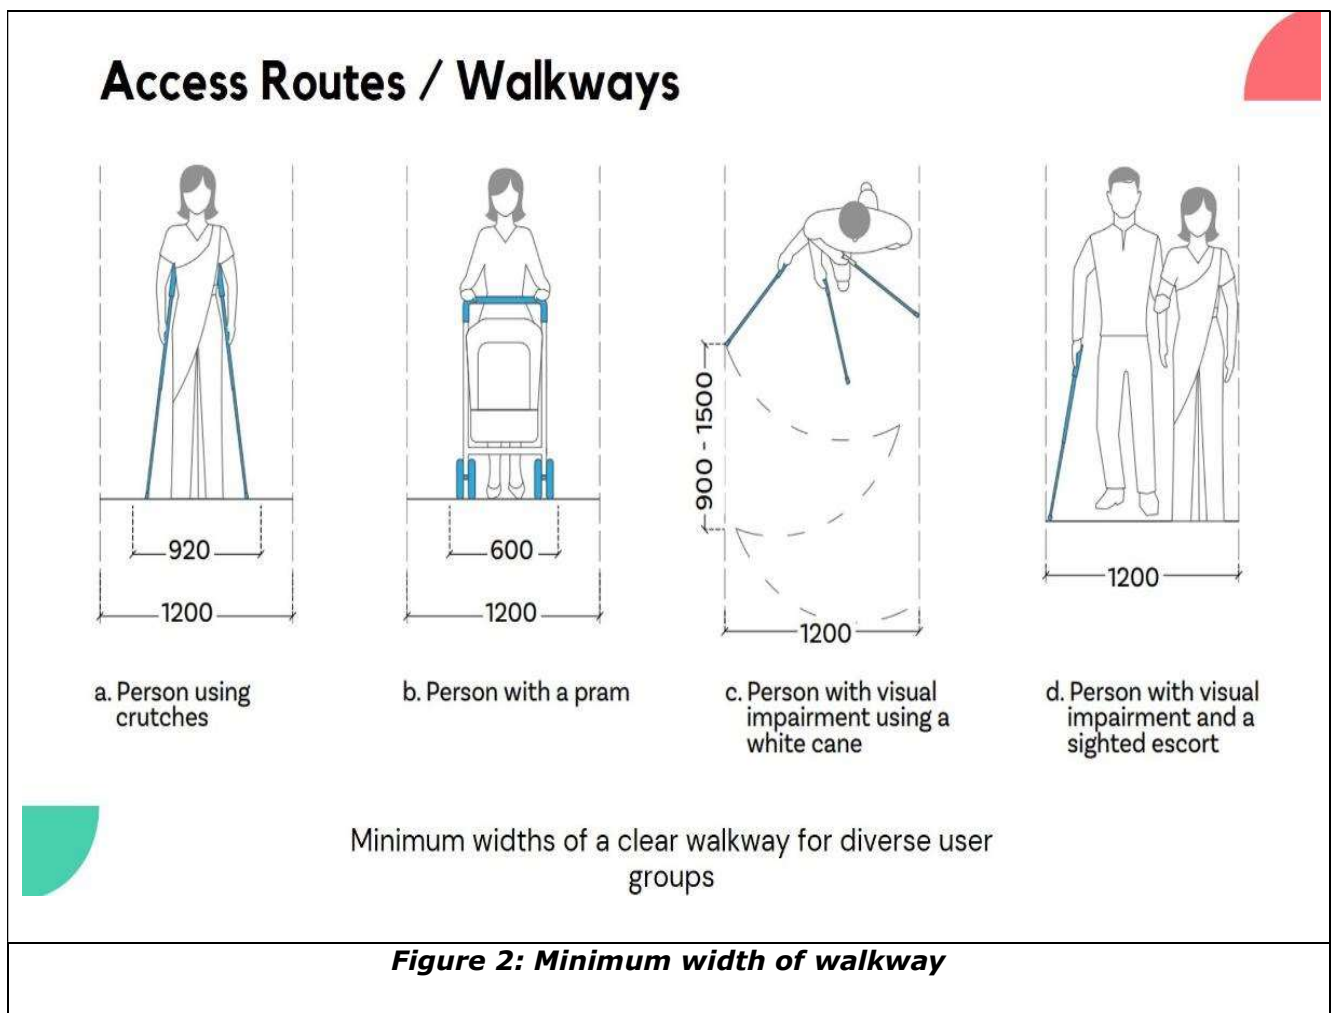 Access Routes / Walkways
920
1200
600
1200
900 - 1500
1200
1200
a. Person using
crutches
b. Person with a pram
c. Person with visual
impairment using a
white cane
d. Person with visual
impairment and a
sighted escort
Minimum widths of a clear walkway for diverse user
groups
Figure 2: Minimum width of walkway